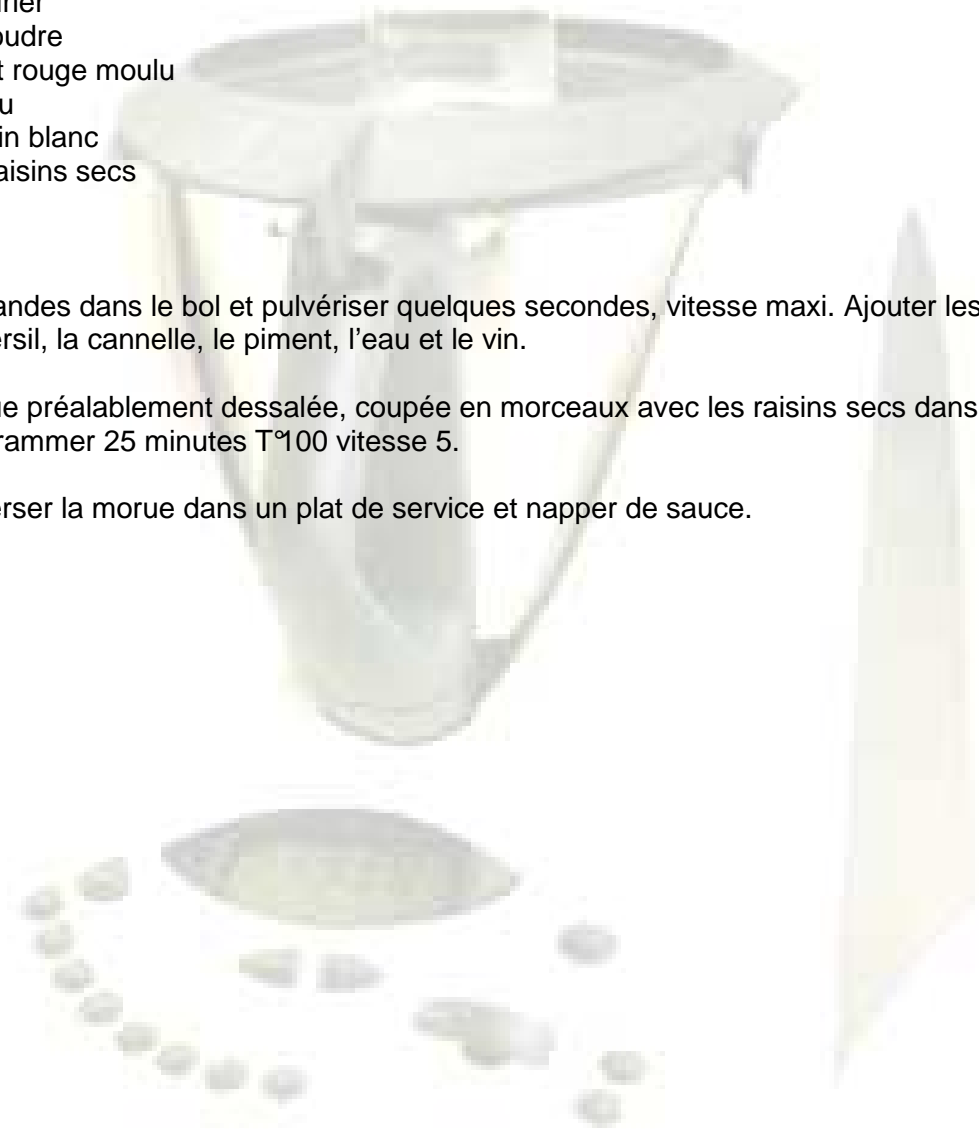 rier
oudre
t rouge moulu
u
in blanc
aisins secs
andes dans le bol et pulvériser quelques secondes, vitesse maxi. Ajouter les
ersil, la cannelle, le piment, l'eau et le vin.
ue préalablement dessalée, coupée en morceaux avec les raisins secs dans
rammer 25 minutes T°100 vitesse 5.
erser la morue dans un plat de service et napper de sauce.